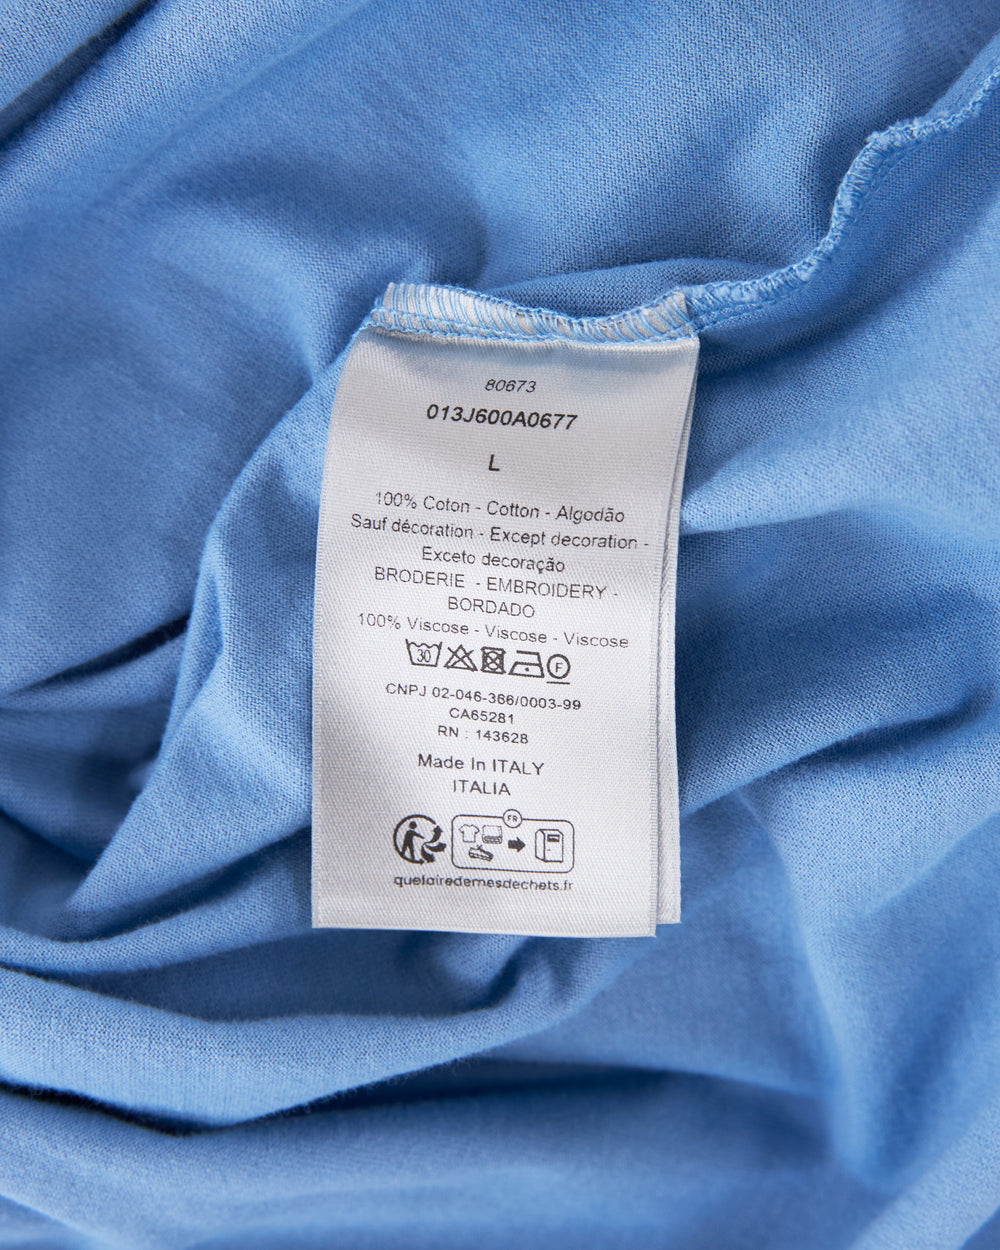 80673
013J600A0677
L
100% Coton - Cotton - Algodão
Sauf décoration - Except decoration -
Exceto decoração
BRODERIE - EMBROIDERY -
BORDADO
100% Viscose - Viscose - Viscose
30
F
CNPJ 02-046-366/0003-99
CA65281
RN : 143628
Made In ITALY
ITALIA
FR
quefairedemesdechets.fr